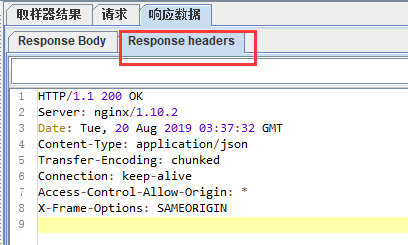 取样器结果 请求 响应数据
Response Body Response headers
1 HTTP/1.1 200 OK
2 Server: nginx/1.10.2
3 Date: Tue, 20 Aug 2019 03:37:32 GMT
4 Content-Type: application/json
5 Transfer-Encoding: chunked
6 Connection: keep-alive
7 Access-Control-Allow-Origin: *
8 X-Frame-Options: SAMEORIGIN
9